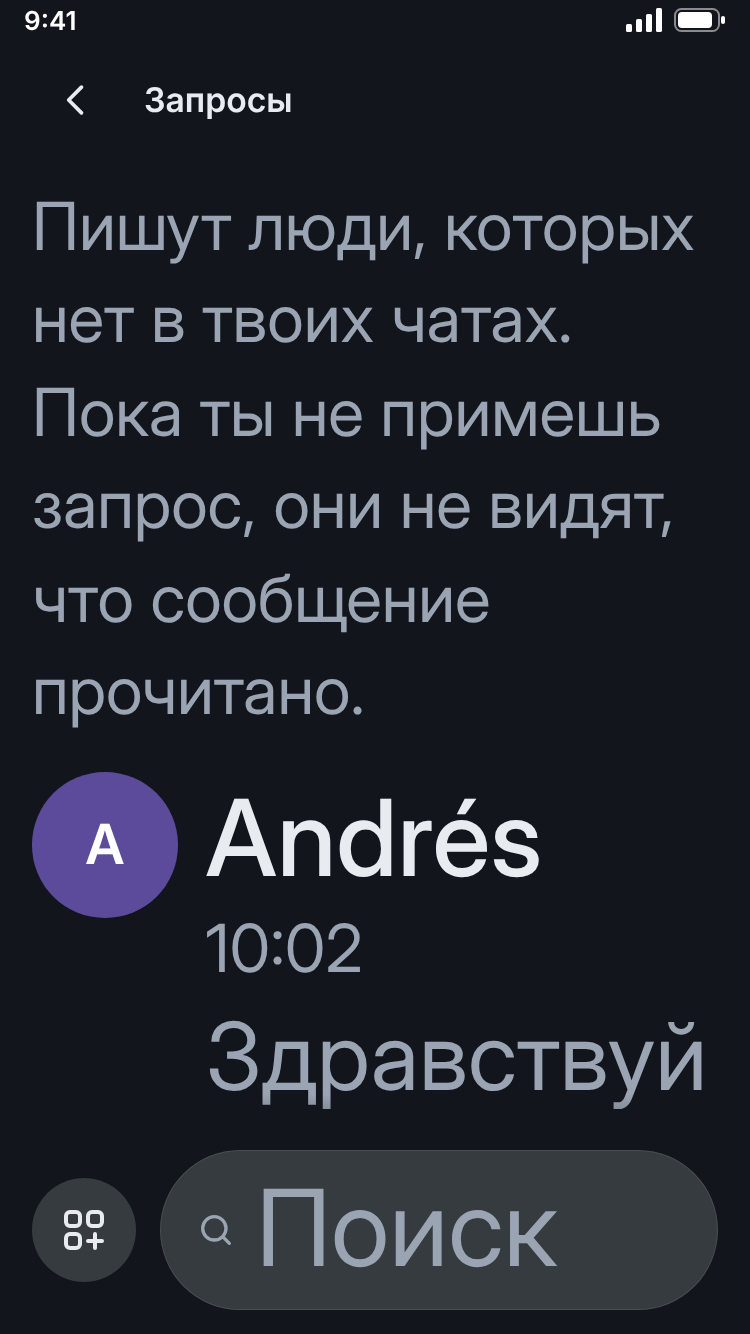 9:41
Запросы
Пишут люди, которых
нет в твоих чатах.
Пока ты не примешь
запрос, они не видят,
что сообщение
прочитано.
A
Andrés
10:02
Здравствуй
Поиск